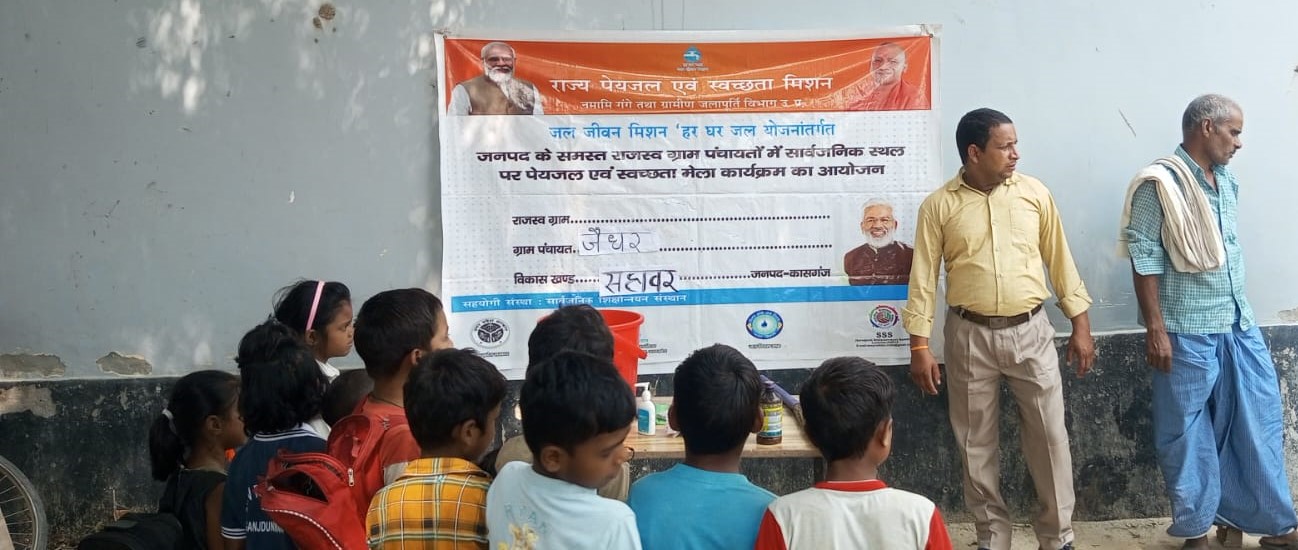 राज्य पेयजल एवं स्वच्छता मिशन
नमामि गंगे तथा ग्रामीण जलापूर्ति विभाग उ. प्र.
जल जीवन मिशन 'हर घर जल योजनांतर्गत
जनपद के समस्त राजस्व ग्राम पंचायतों में सार्वजनिक स्थल
पर पेयजल एवं स्वच्छता मेला कार्यक्रम का आयोजन
राजस्व ग्राम
ग्राम पंचायत.. जैधर
विकास खण्ड...... सहावर ..................जनपद-कासगंज
सहयोगी संस्था : सार्वजनिक शिक्षोन्नयन संस्थान
SSS